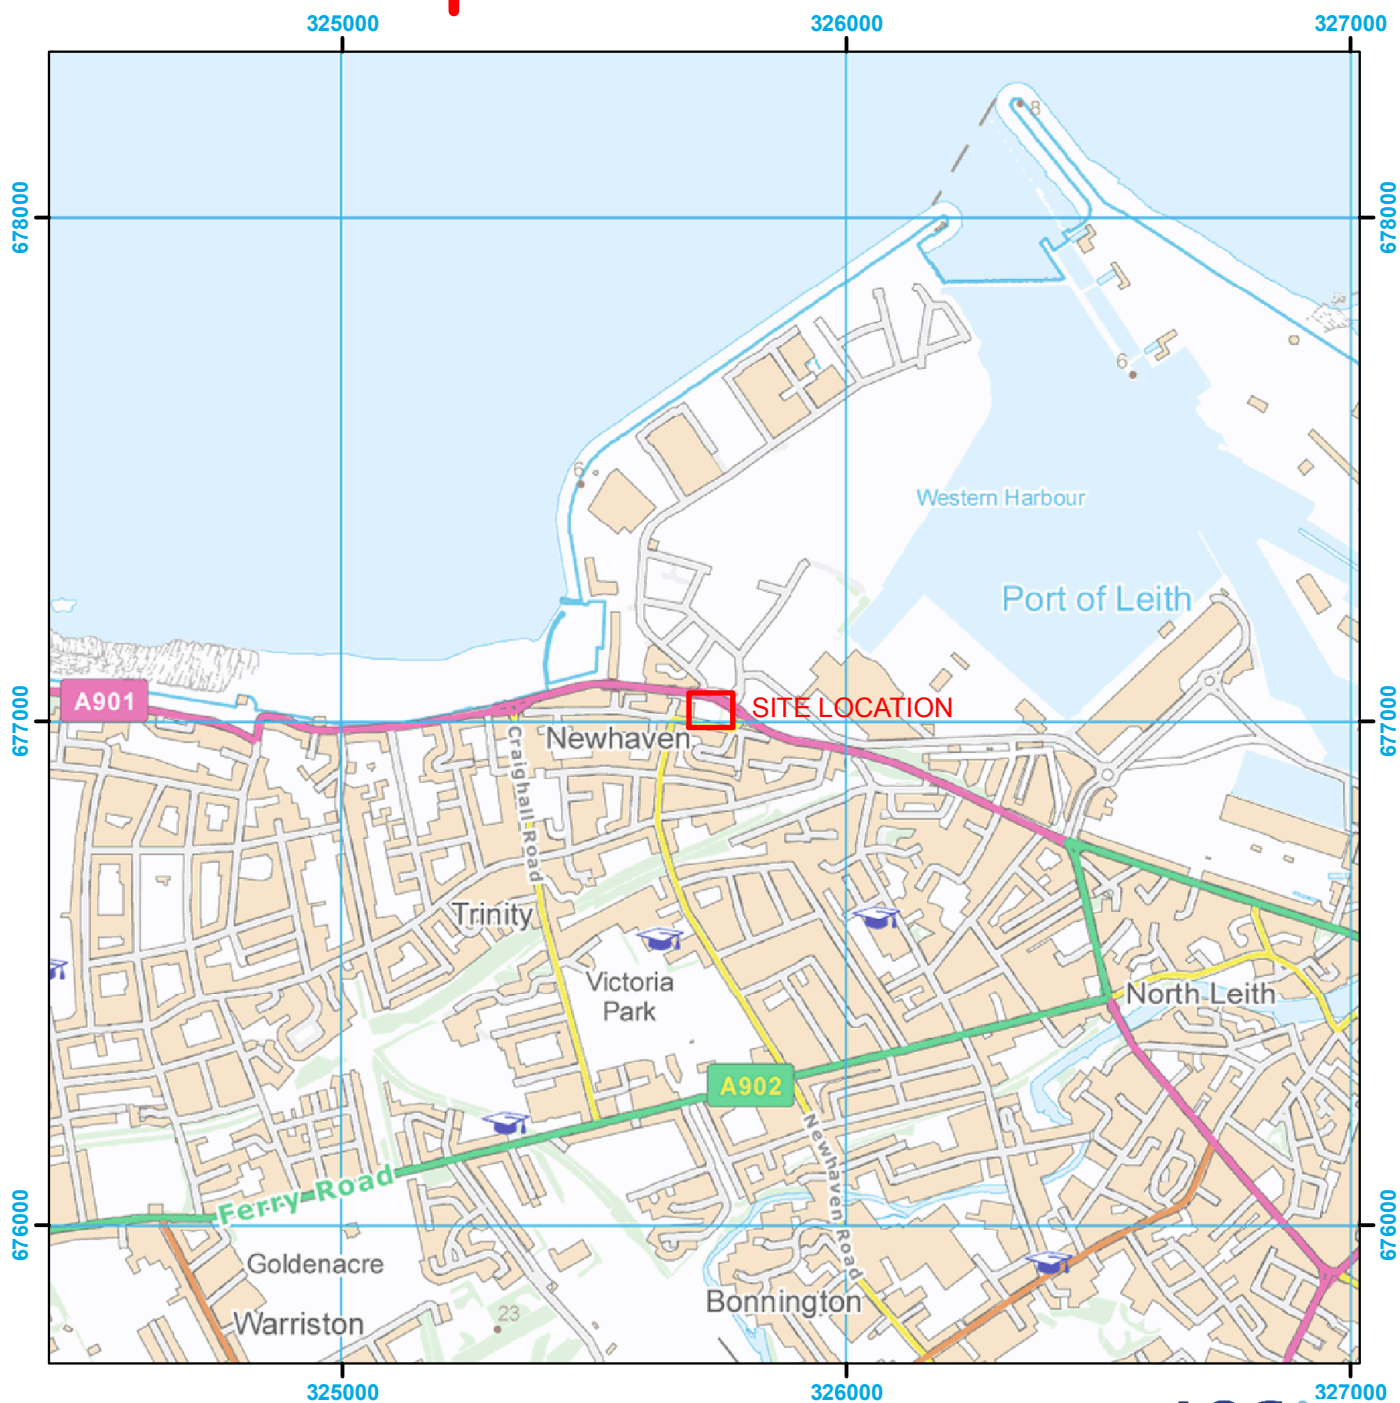 325000
326000
327000
8
678000
678000
6
6
Western Harbour
Port of Leith
A901
677000
SITE LOCATION
677000
Newhaven
Craighall Road
Trinity
Victoria
Park
North Leith
A902
Ferry Road
Newhaven Road
676000
676000
Goldenacre
Bonnington
Warriston
23
325000
326000
327000